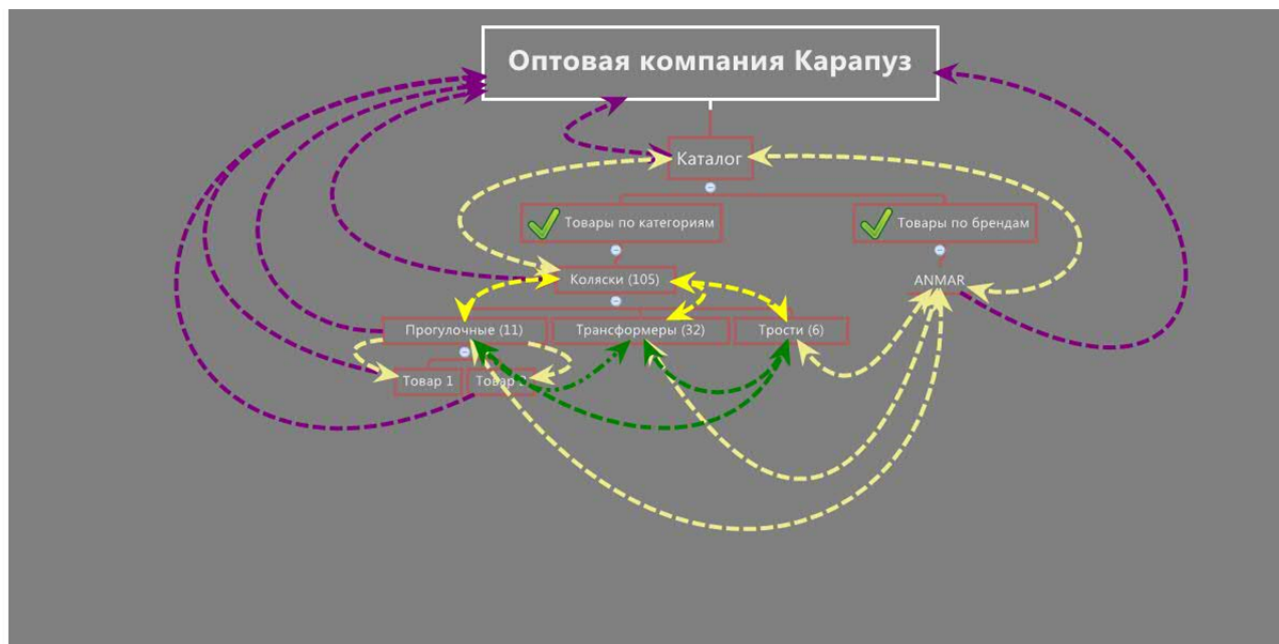 Оптовая компания Карапуз
Каталог
Товары по категориям
Товары по брендам
Коляски (105)
ANMAR
Прогулочные (11)
Трансформеры (32)
Трости (6)
Товар 1
Товар